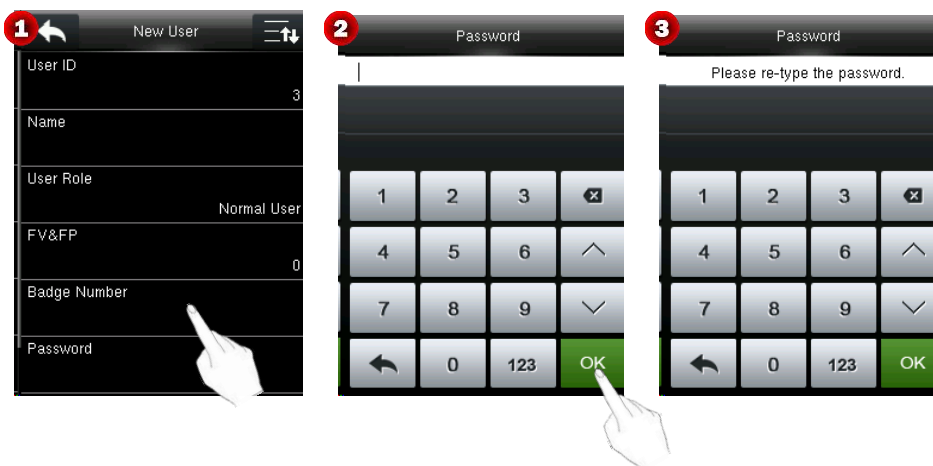 1
New User
User ID
3
Name
User Role
Normal User
FV&FP
0
Badge Number
Password
2
Password
1 2 3
4 5 6
7 8 9
0 123 OK
3
Password
Please re-type the password.
1 2 3
4 5 6
7 8 9
0 123 OK